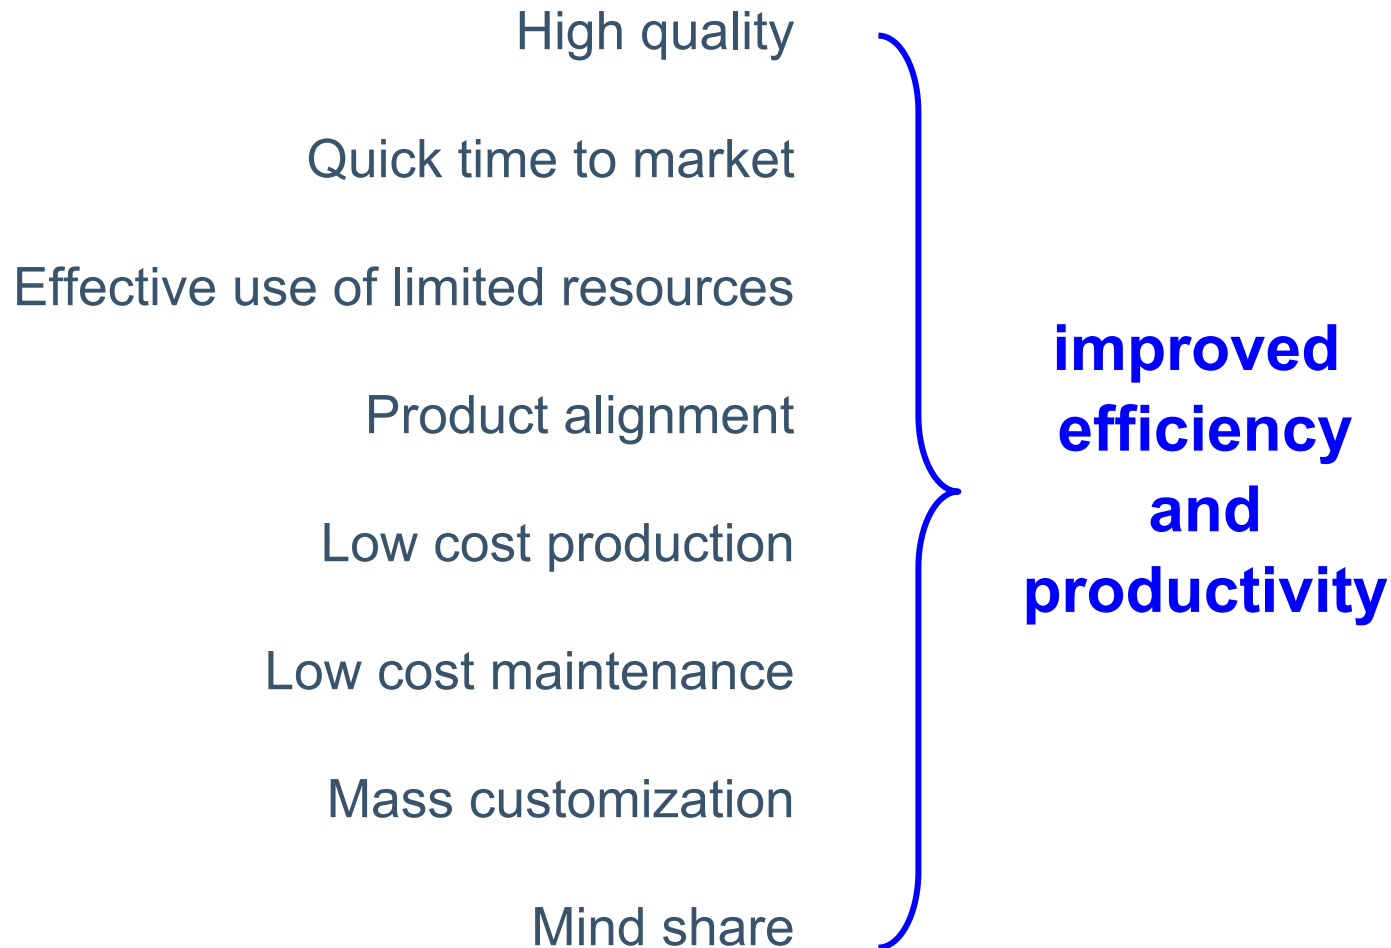 High quality
Quick time to market
Effective use of limited resources
Product alignment
Low cost production
Low cost maintenance
Mass customization
Mind share
improved
efficiency
and
productivity